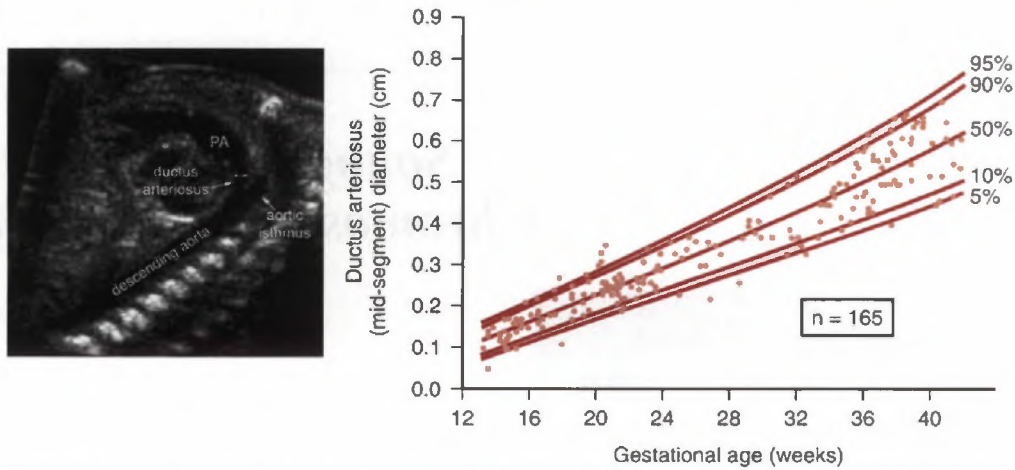 PA
ductus
arteriosus
aortic
isthmus
descending aorta
Ductus arteriosus
(mid-segment) diameter (cm)
0.9
0.8
0.7
0.6
0.5
0.4
0.3
0.2
0.1
0.0
95%
90%
50%
10%
5%
n = 165
12 16 20 24 28 32 36 40
Gestational age (weeks)